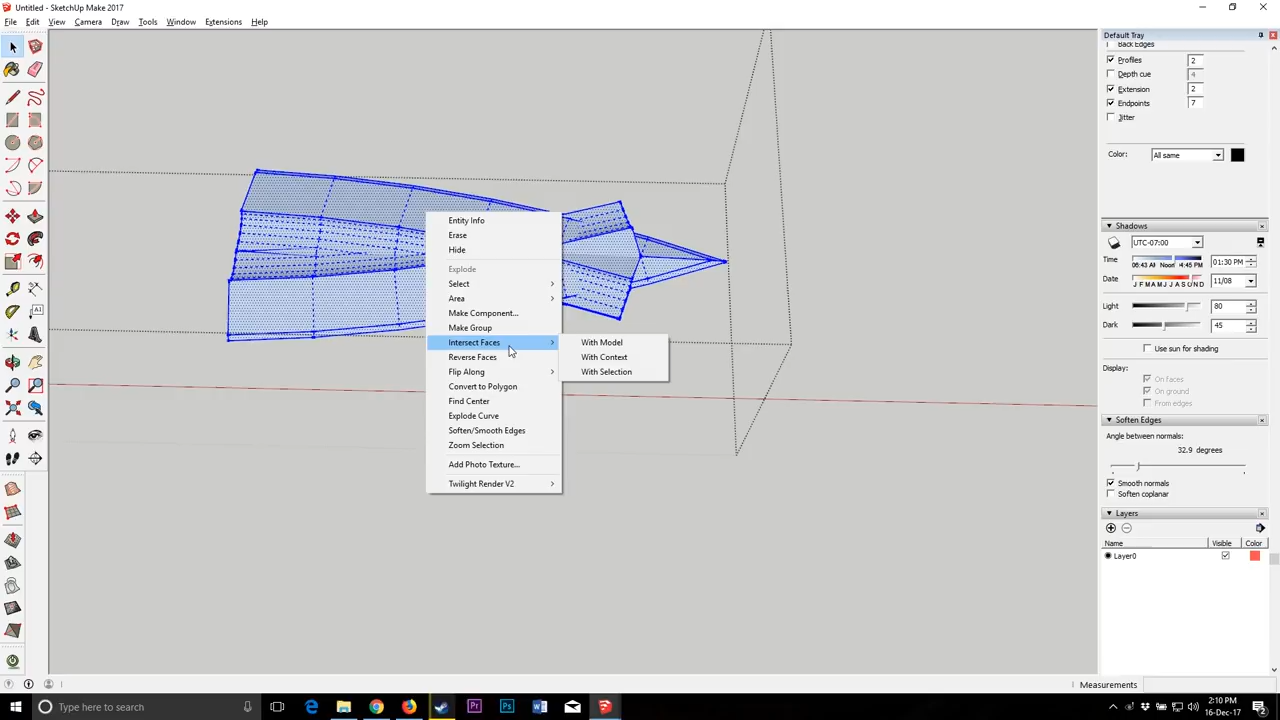 Untitled - SketchUp Make 2017
File Edit View Camera Draw Tools Window Extensions Help
Default Tray
Back Edges
Profiles 2
Depth cue 4
Extension 2
Endpoints 7
Jitter
Color: All same
Shadows
UTC-07:00
Time 06:43 AM Noon 04:45 PM 01:30 PM
Date J F M A M J J A S O N D 11/08
Light 80
Dark 45
Use sun for shading
Display:
On faces
On ground
From edges
Soften Edges
Angle between normals:
32.9 degrees
Smooth normals
Soften coplanar
Layers
Name Visible Color
Layer0
Entity Info
Erase
Hide
Explode
Select
Area
Make Component...
Make Group
Intersect Faces
With Model
Reverse Faces
With Context
Flip Along
With Selection
Convert to Polygon
Find Center
Explode Curve
Soften/Smooth Edges
Zoom Selection
Add Photo Texture...
Twilight Render V2
Measurements
Type here to search
2:10 PM
16-Dec-17